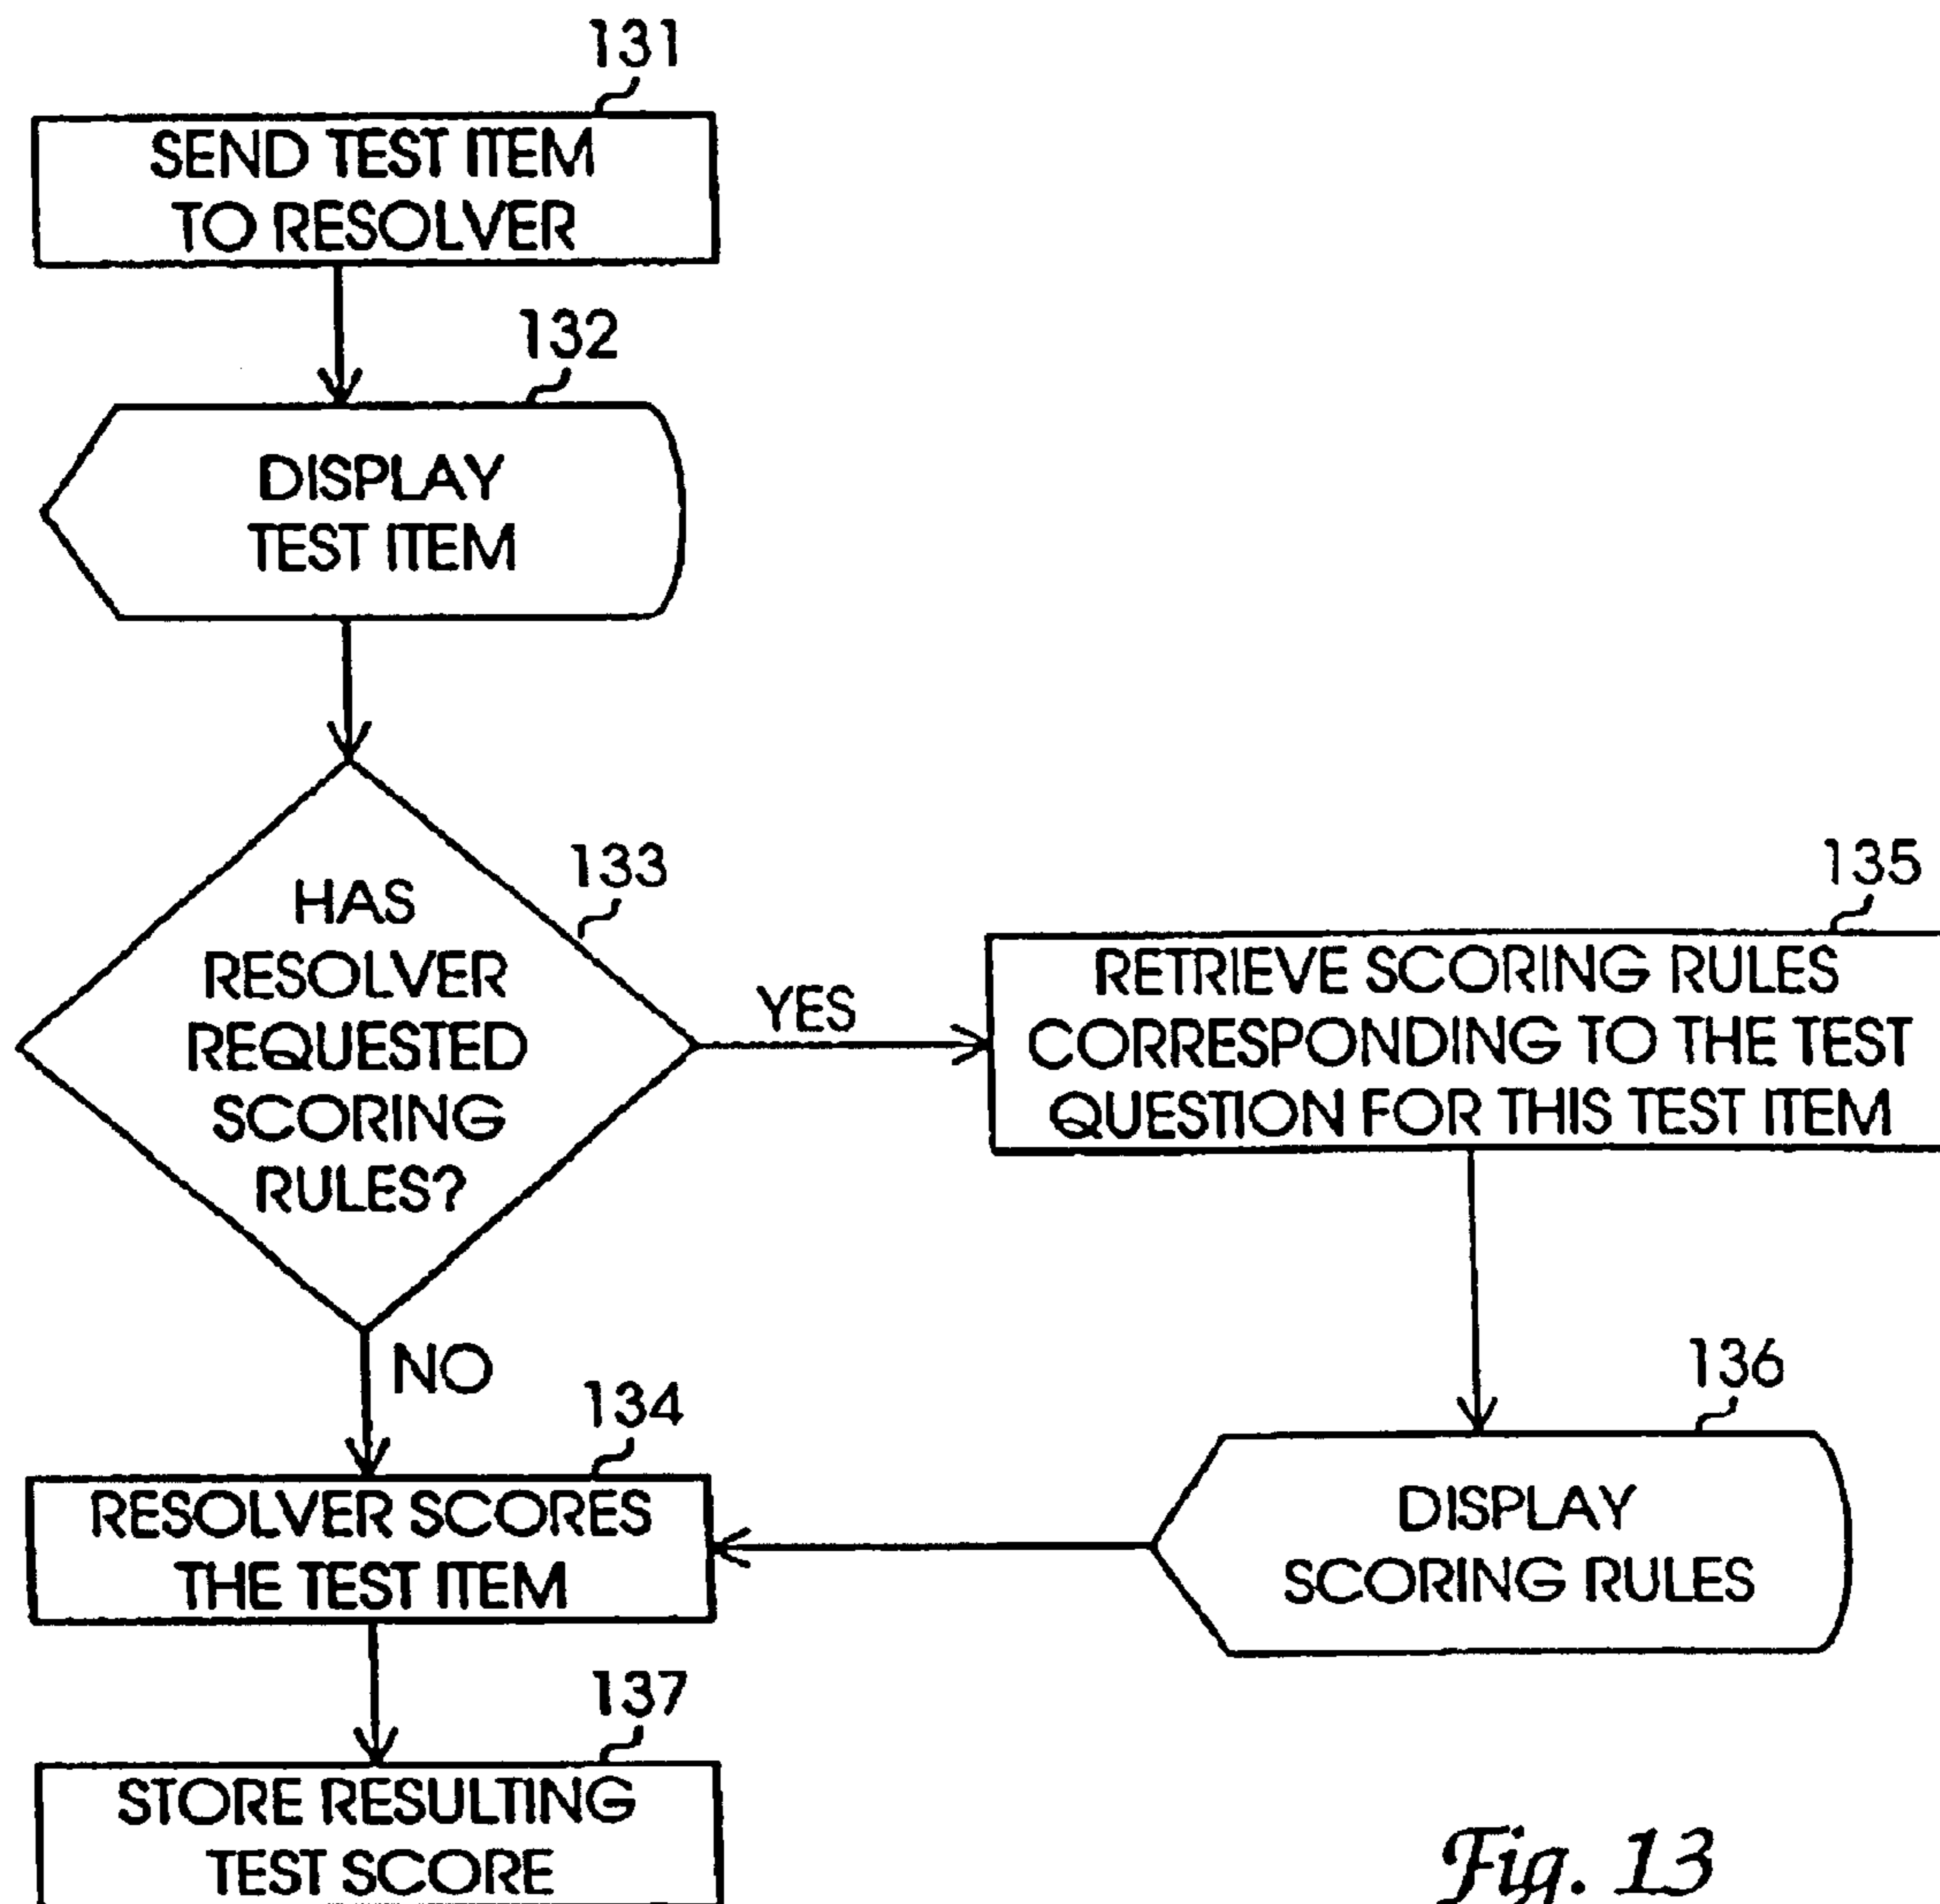 131
SEND TEST ITEM
TO RESOLVER
132
DISPLAY
TEST ITEM
133
HAS
RESOLVER
REQUESTED
SCORING
RULES?
YES
135
RETRIEVE SCORING RULES
CORRESPONDING TO THE TEST
QUESTION FOR THIS TEST ITEM
NO
134
RESOLVER SCORES
THE TEST ITEM
136
DISPLAY
SCORING RULES
137
STORE RESULTING
TEST SCORE
Fig. 13